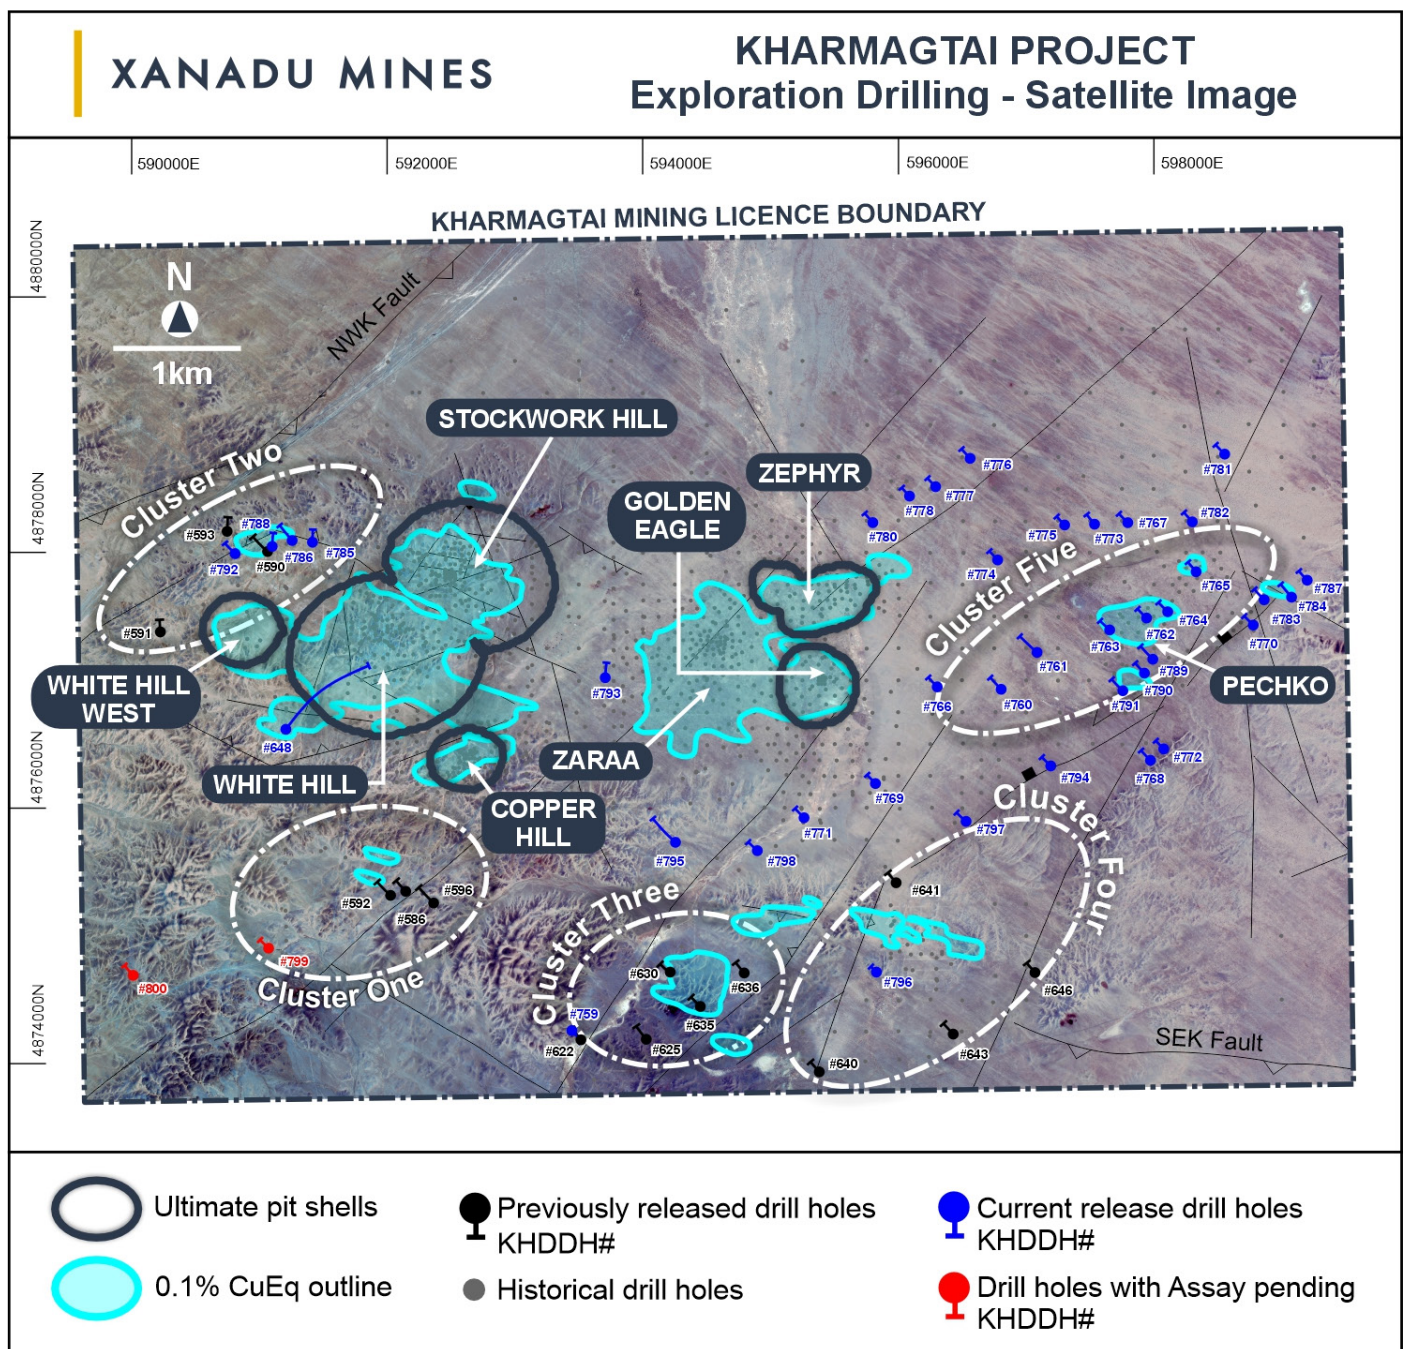 XANADU MINES
KHARMAGTAI PROJECT
Exploration Drilling - Satellite Image
590000E
592000E
594000E
596000E
598000E
KHARMAGTAI MINING LICENCE BOUNDARY
4880000N
4878000N
4876000N
4874000N
N
1km
NWK Fault
STOCKWORK HILL
ZEPHYR
GOLDEN
EAGLE
Cluster Two
#593
#788
#792
#590
#786
#785
#591
WHITE HILL
WEST
#648
WHITE HILL
COPPER
HILL
ZARAA
#793
#776
#777
#778
#780
#774
#781
#782
#775
#773
#767
Cluster Five
#765
#787
#784
#783
#770
#764
#762
#763
#761
#789
#790
#791
#760
#766
PECHKO
#772
#768
#794
#769
#771
#797
#795
#798
Cluster Four
#641
#796
#646
#643
#640
Cluster Three
#630
#636
#635
#759
#622
#625
#592
#596
#586
#799
#800
Cluster One
SEK Fault
Ultimate pit shells
0.1% CuEq outline
Previously released drill holes
KHDDH#
Historical drill holes
Current release drill holes
KHDDH#
Drill holes with Assay pending
KHDDH#